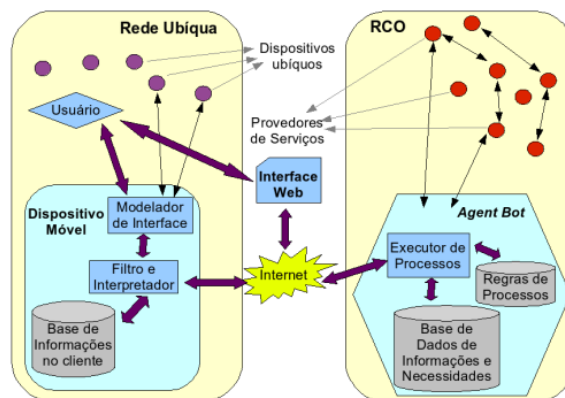 Rede Ubíqua
Dispositivos
ubíquos
RCO
Usuário
Provedores
de Serviços
Interface
Web
Dispositivo
Móvel
Modelador
de Interface
Filtro e
Interpretador
Base de
Informações
no cliente
Internet
Agent Bot
Executor de
Processos
Regras de
Processos
Base de
Dados de
Informações e
Necessidades